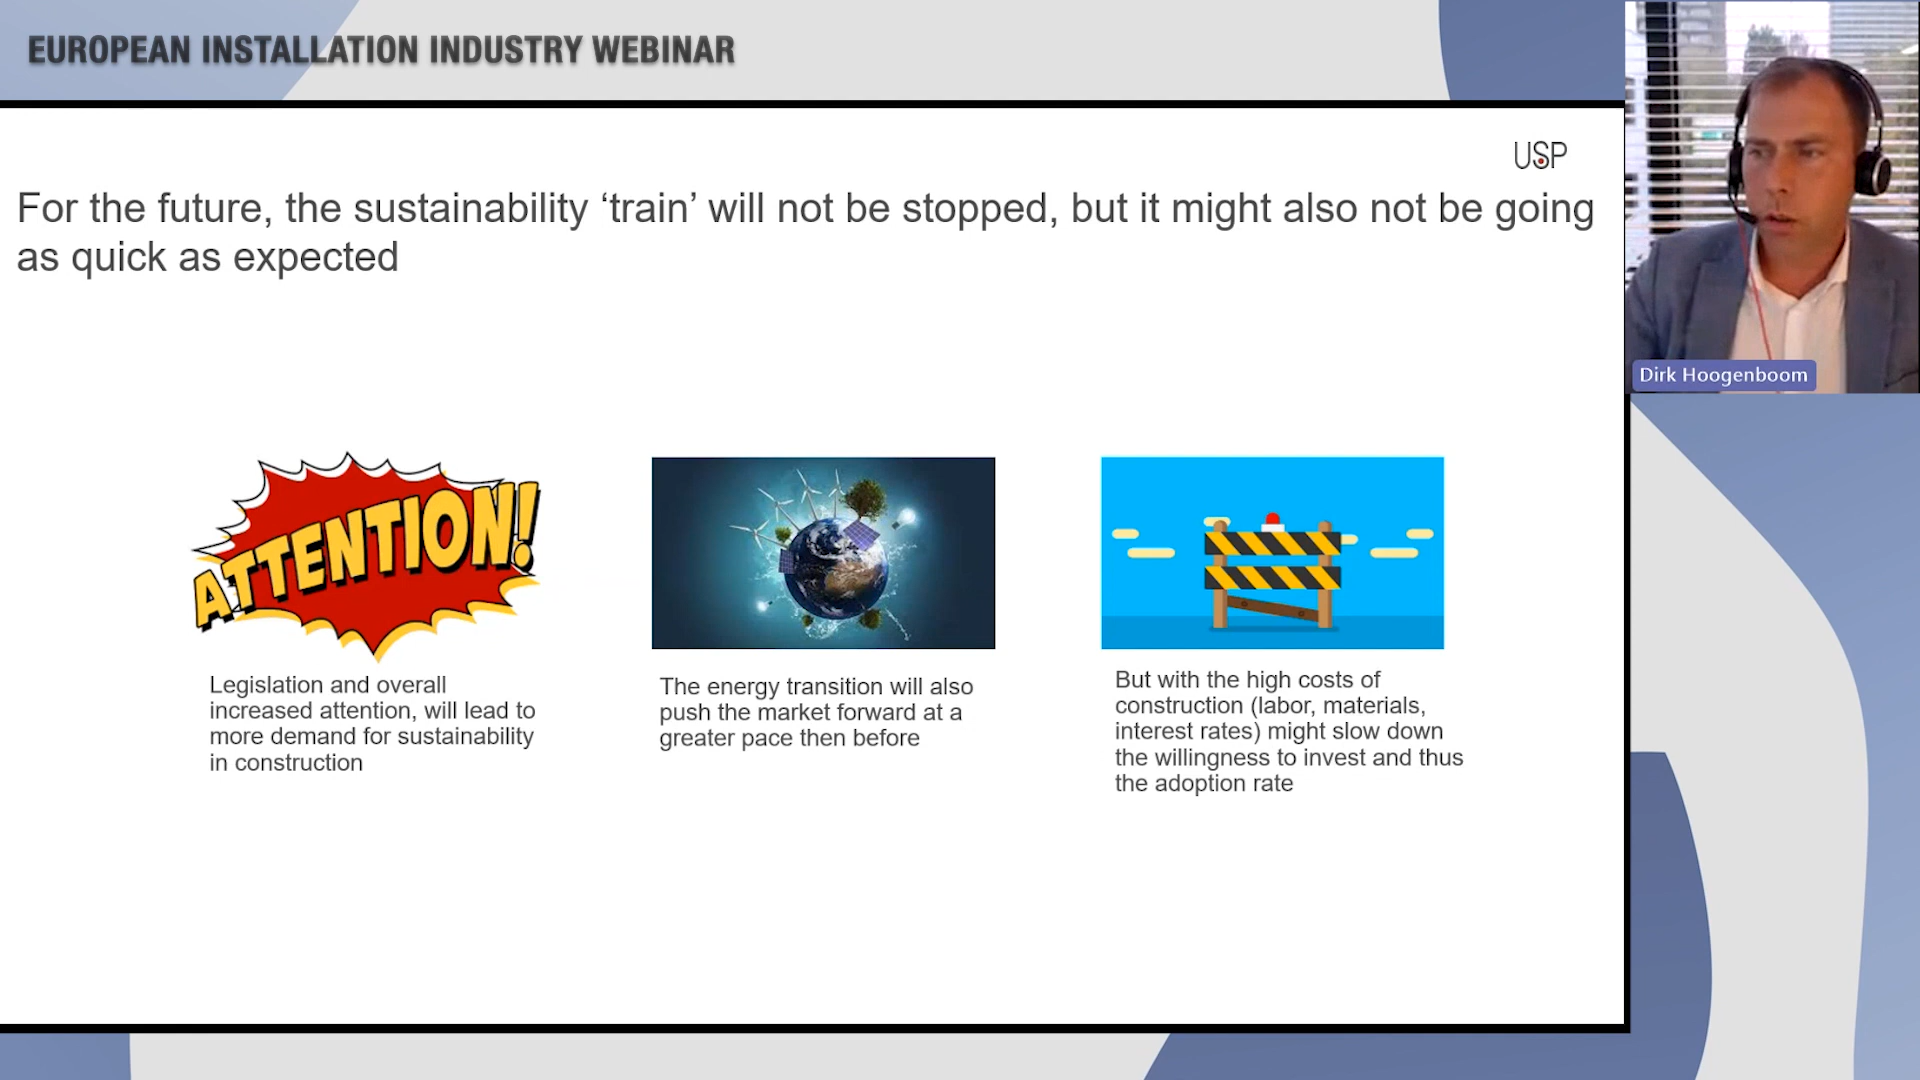 EUROPEAN INSTALLATION INDUSTRY WEBINAR
USP
For the future, the sustainability ‘train’ will not be stopped, but it might also not be going
as quick as expected
Dirk Hoogenboom
ATTENTION!
Legislation and overall
increased attention, will lead to
more demand for sustainability
in construction
The energy transition will also
push the market forward at a
greater pace then before
But with the high costs of
construction (labor, materials,
interest rates) might slow down
the willingness to invest and thus
the adoption rate